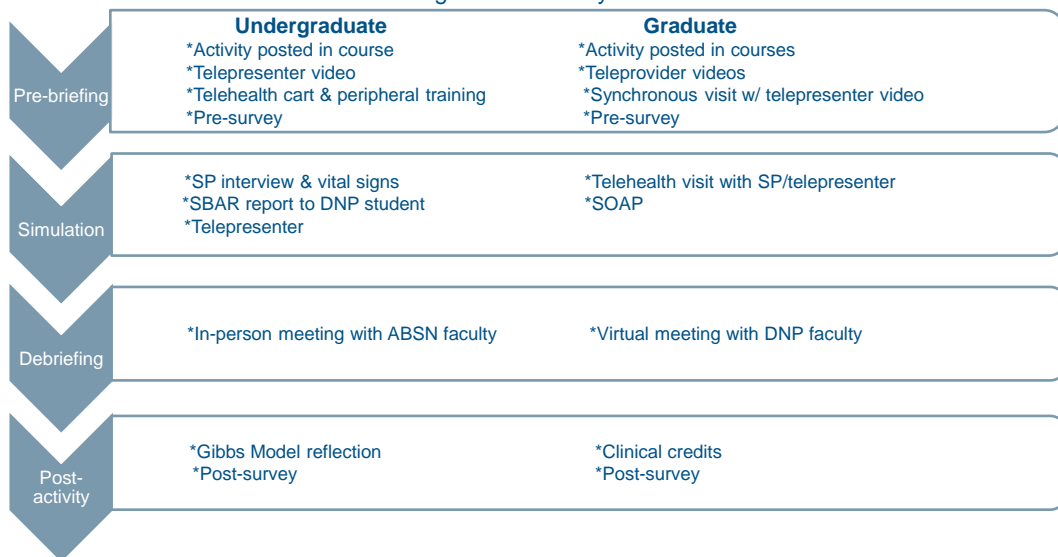 Undergraduate
Graduate
Pre-briefing
*Activity posted in course
*Telepresenter video
*Telehealth cart & peripheral training
*Pre-survey
*Activity posted in courses
*Teleprovider videos
*Synchronous visit w/ telepresenter video
*Pre-survey
Simulation
*SP interview & vital signs
*SBAR report to DNP student
*Telepresenter
*Telehealth visit with SP/telepresenter
*SOAP
Debriefing
*In-person meeting with ABSN faculty
*Virtual meeting with DNP faculty
Post-
activity
*Gibbs Model reflection
*Post-survey
*Clinical credits
*Post-survey